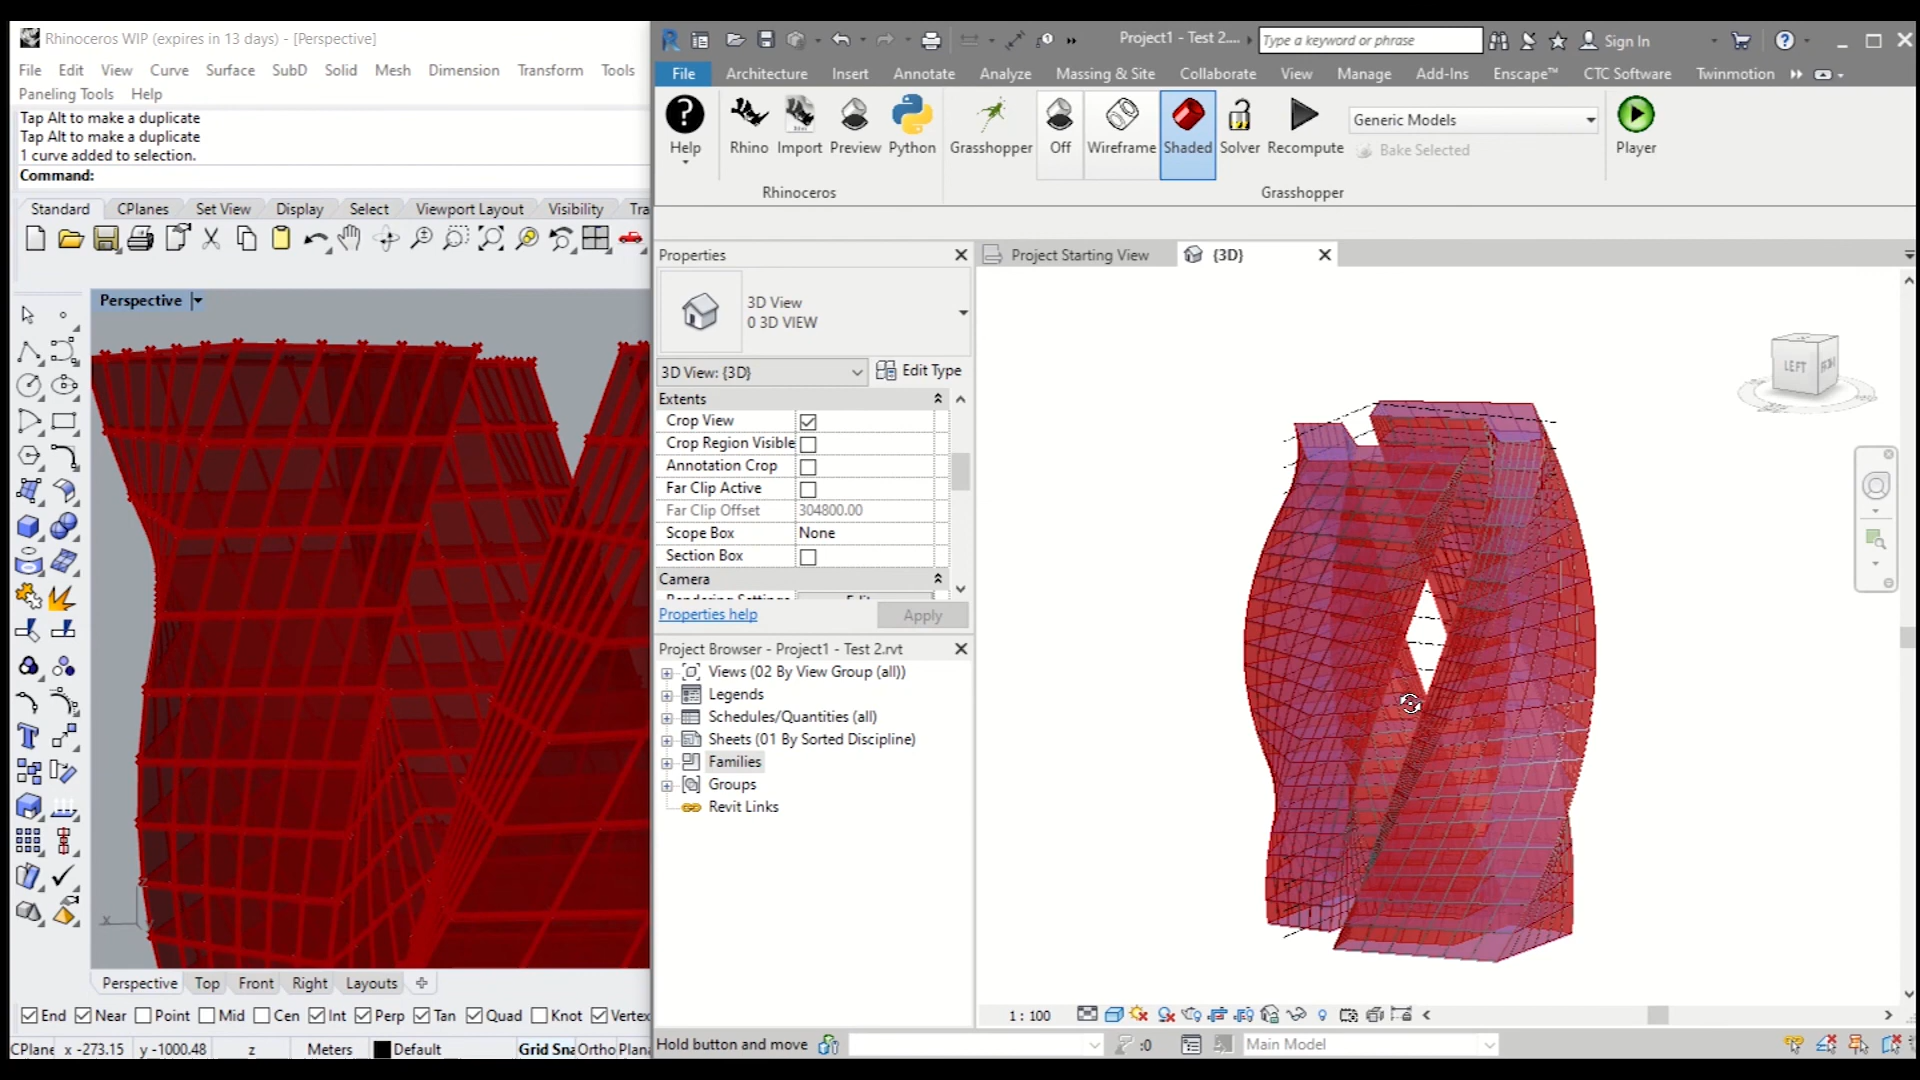 Rhinoceros WIP (expires in 13 days) - [Perspective]
File Edit View Curve Surface SubD Solid Mesh Dimension Transform Tools
Paneling Tools Help
Tap Alt to make a duplicate
Tap Alt to make a duplicate
1 curve added to selection.
Command:
Standard CPlanes Set View Display Select Viewport Layout Visibility Tra
Perspective
Perspective Top Front Right Layouts
End Near Point Mid Cen Int Perp Tan Quad Knot Vertex
CPlane x -273.15 y -1000.48 z Meters Default Grid Sna Ortho Plana
Project1 - Test 2....
Type a keyword or phrase
Sign In
File Architecture Insert Annotate Analyze Massing & Site Collaborate View Manage Add-Ins Enscape™ CTC Software Twinmotion
Help Rhino Import Preview Python Grasshopper Off Wireframe Shaded Solver Recompute
Generic Models
Bake Selected
Player
Rhinoceros Grasshopper
Properties
Project Starting View
{3D}
3D View
0 3D VIEW
3D View: {3D}
Edit Type
Extents
Crop View
Crop Region Visible
Annotation Crop
Far Clip Active
Far Clip Offset 304800.00
Scope Box None
Section Box
Camera
Properties help
Apply
Project Browser - Project1 - Test 2.rvt
Views (02 By View Group (all))
Legends
Schedules/Quantities (all)
Sheets (01 By Sorted Discipline)
Families
Groups
Revit Links
LEFT
1 : 100
Hold button and move
:0
Main Model